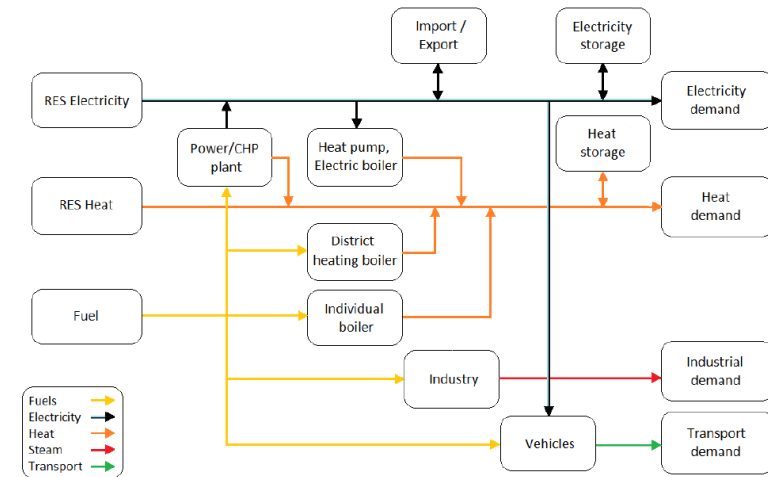 Import /
Export
Electricity
storage
RES Electricity
Electricity
demand
Power/CHP
plant
Heat pump,
Electric boiler
Heat
storage
RES Heat
Heat
demand
District
heating boiler
Fuel
Individual
boiler
Industry
Industrial
demand
Vehicles
Transport
demand
Fuels
Electricity
Heat
Steam
Transport